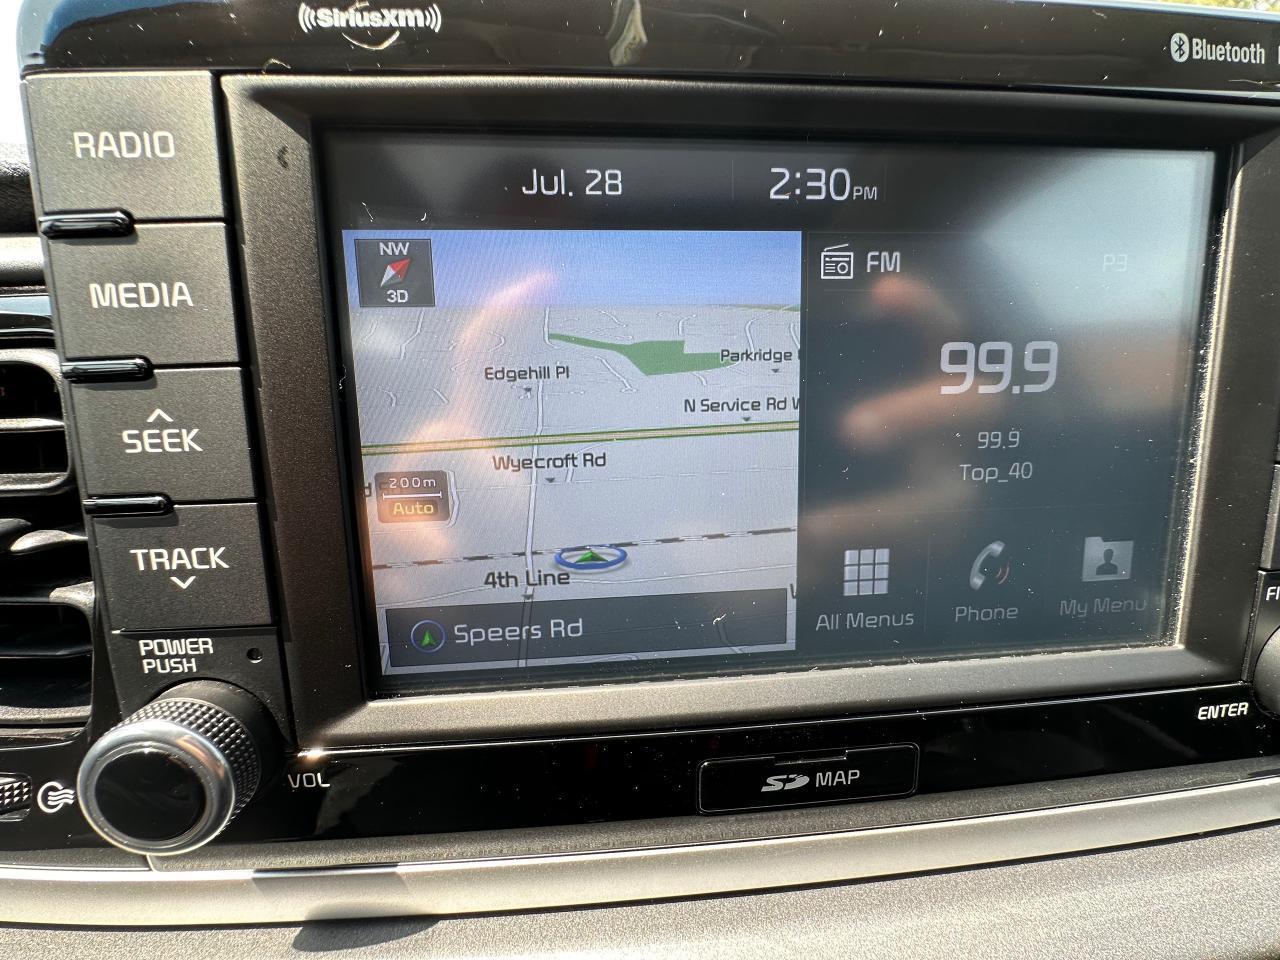 SiriusXM
Bluetooth
RADIO
MEDIA
SEEK
TRACK
POWER
PUSH
VOL
Jul. 28
2:30PM
NW
3D
Edgehill Pl
Parkridge
N Service Rd W
Wyecroft Rd
200m
Auto
4th Line
Speers Rd
FM
P3
99.9
99.9
Top_40
All Menus
Phone
My Menu
ENTER
SD MAP